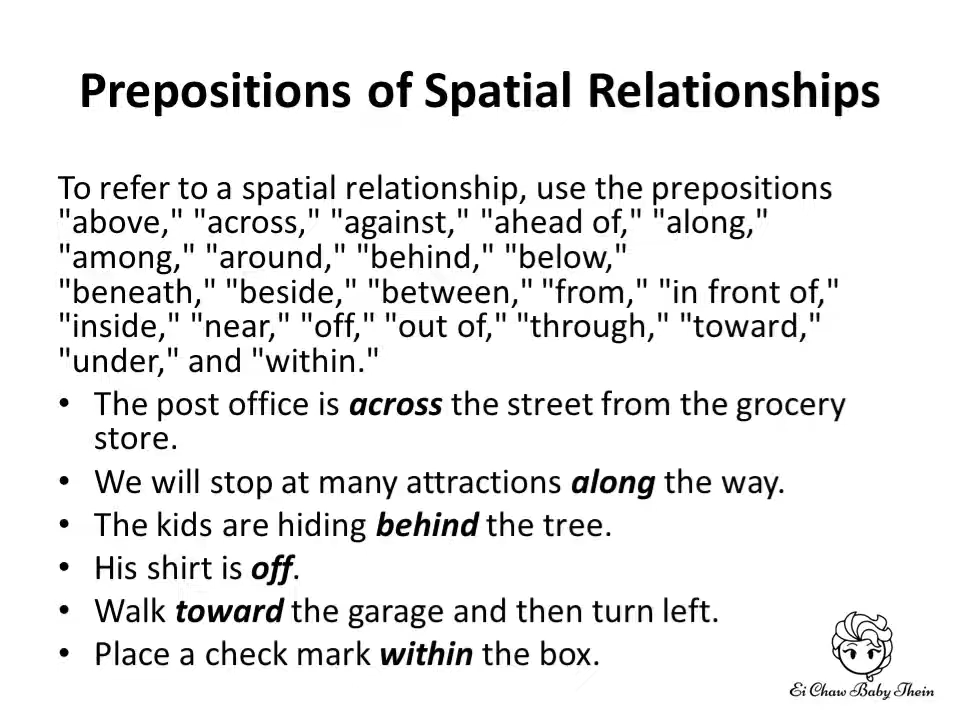 Prepositions of Spatial Relationships
To refer to a spatial relationship, use the prepositions
"above," "across," "against," "ahead of," "along,"
"among," "around," "behind," "below,"
"beneath," "beside," "between," "from," "in front of,"
"inside," "near," "off," "out of," "through," "toward,"
"under," and "within."
• The post office is across the street from the grocery
store.
• We will stop at many attractions along the way.
• The kids are hiding behind the tree.
• His shirt is off.
• Walk toward the garage and then turn left.
• Place a check mark within the box.
Ei Chaw Baby Thein